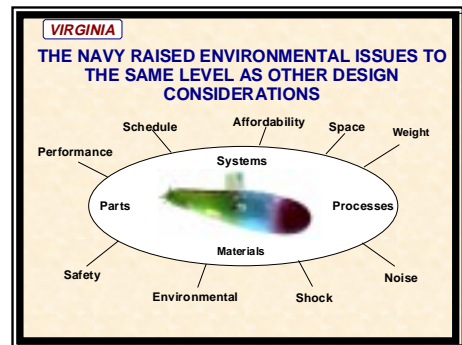 VIRGINIA
THE NAVY RAISED ENVIRONMENTAL ISSUES TO
THE SAME LEVEL AS OTHER DESIGN
CONSIDERATIONS
Schedule
Affordability
Space
Weight
Performance
Systems
Parts
Processes
Materials
Safety
Environmental
Shock
Noise